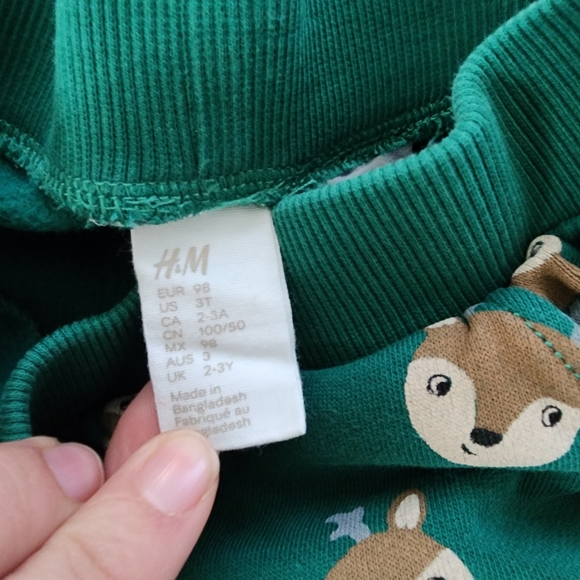 H&M
EUR 98
US 3T
CA 2-3A
CN 100/50
MX 98
AUS 3
UK 2-3Y
Made in
Bangladesh
Fabriqué au
Bangladesh